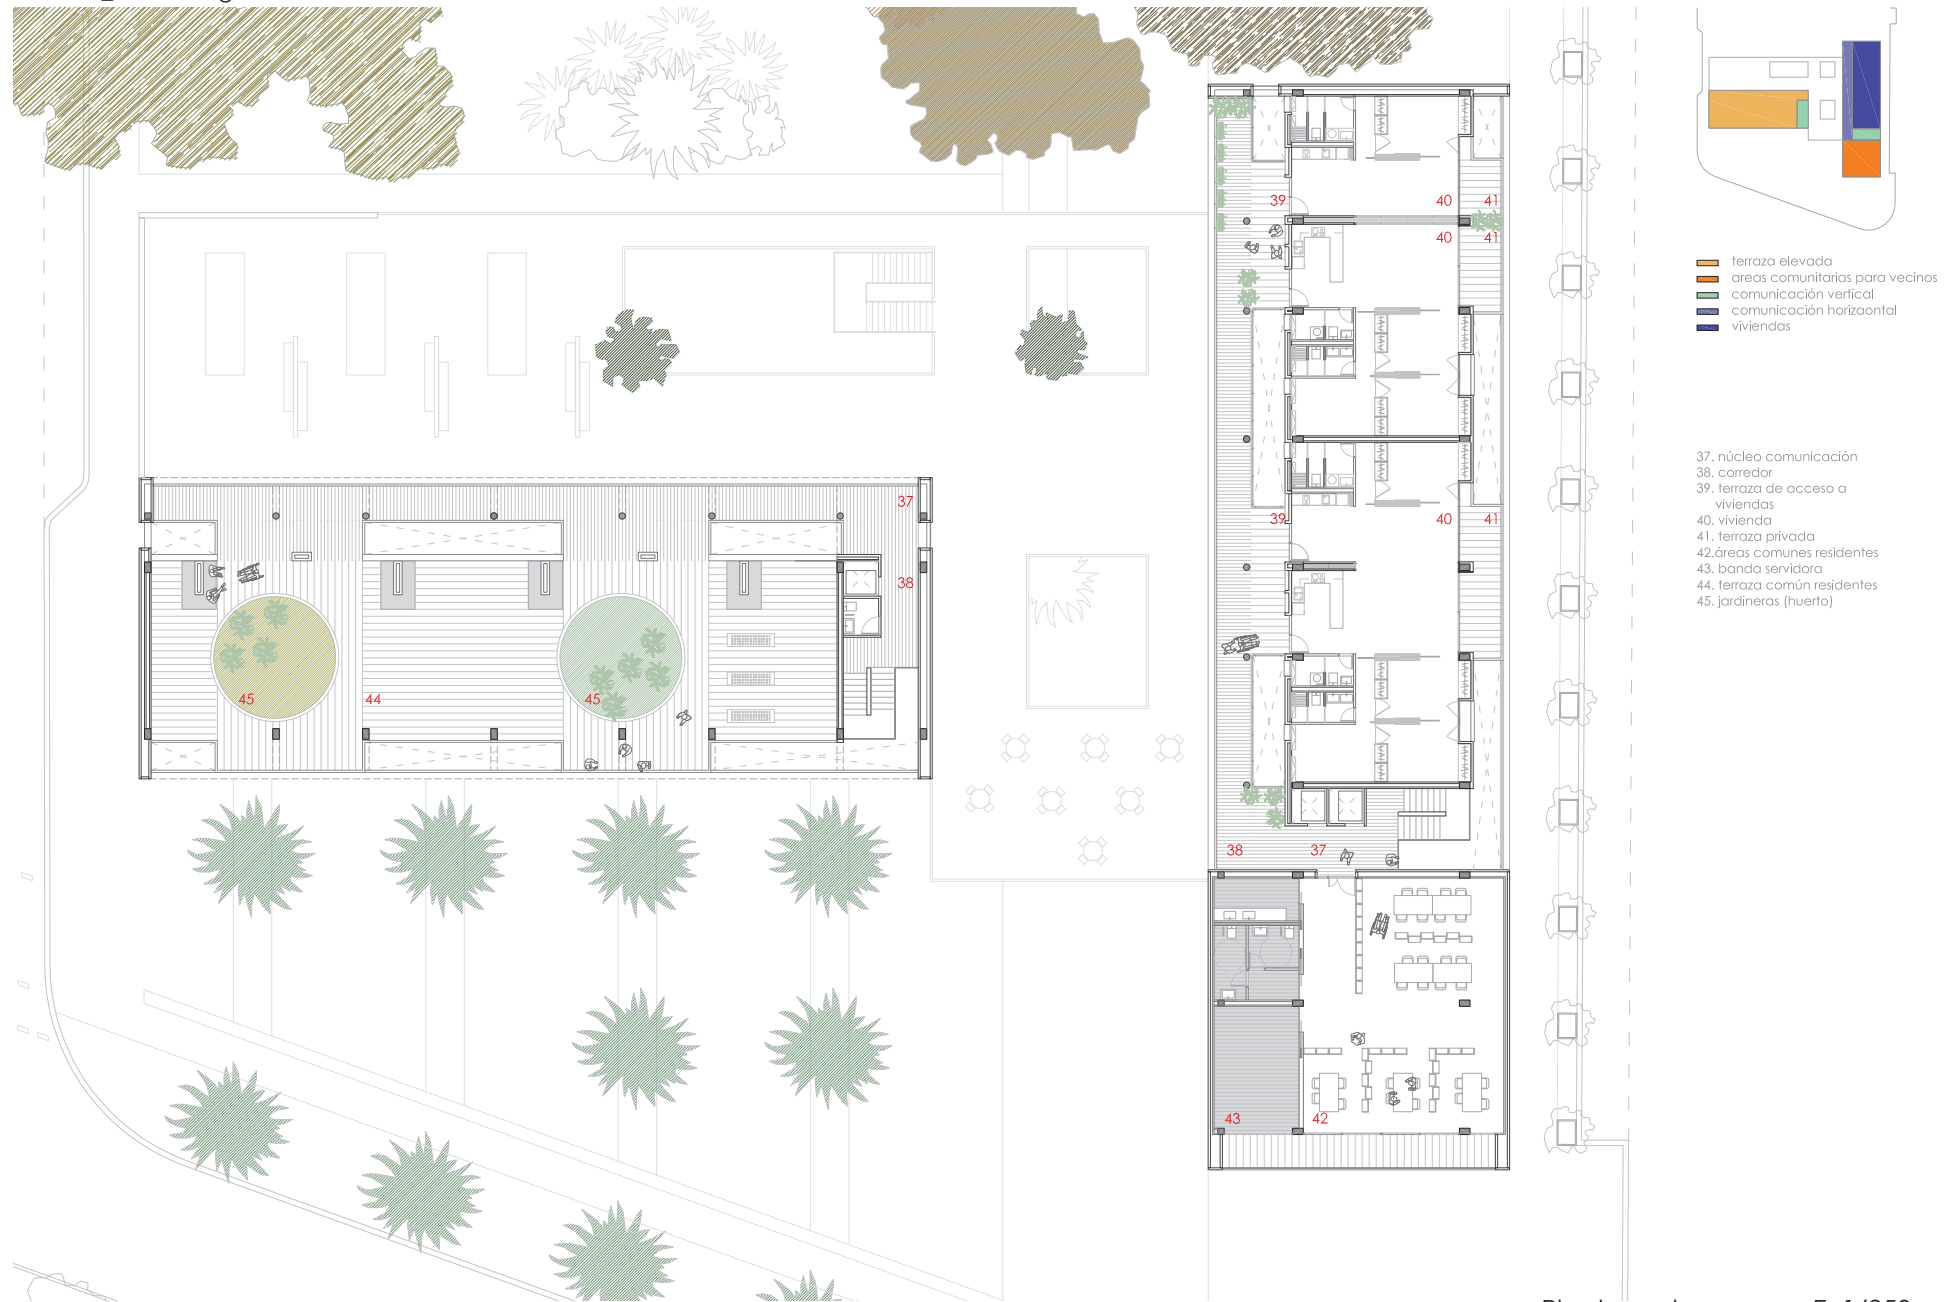 39
40
41
40
41
terraza elevada
areas comunitarias para vecinos
comunicación vertical
comunicación horizaontal
viviendas
37. núcleo comunicación
38. corredor
39. terraza de acceso a
viviendas
40. vivienda
41. terraza privada
42.áreas comunes residentes
43. banda servidora
44. terraza común residentes
45. jardineras (huerto)
37
39
40
41
38
45
44
45
38
37
43
42